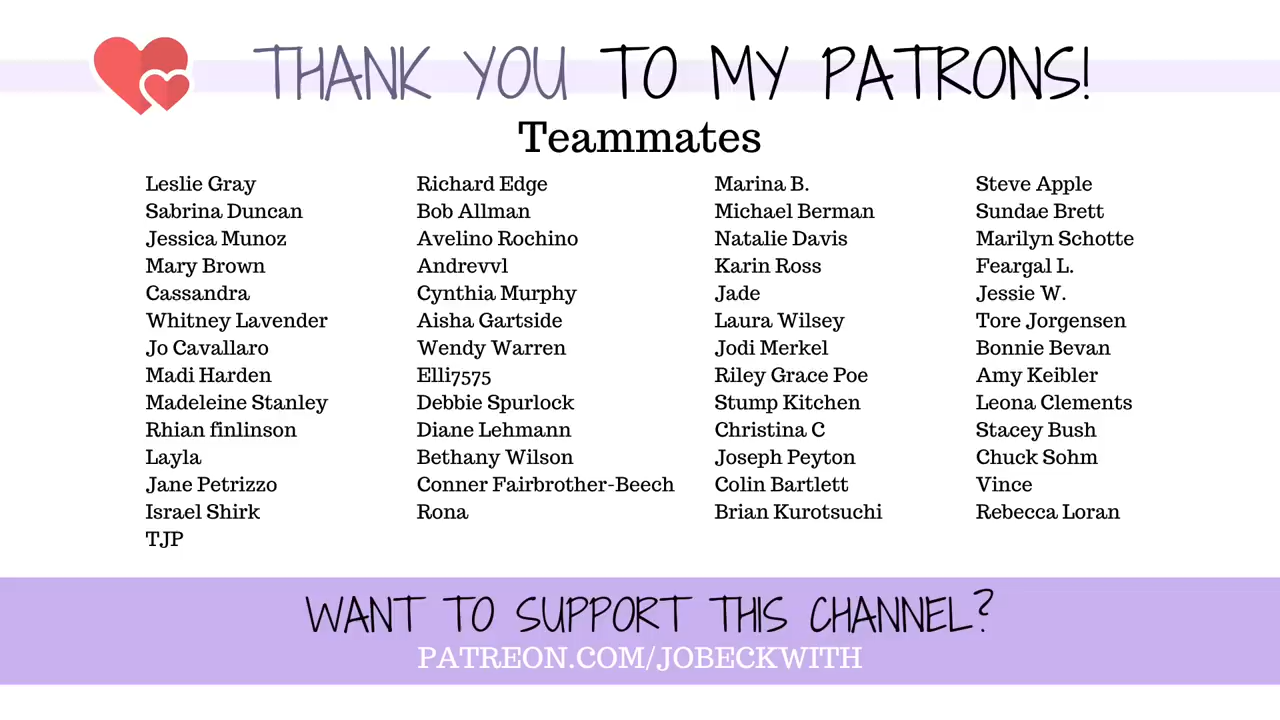 THANK YOU TO MY PATRONS!
Teammates
Leslie Gray
Sabrina Duncan
Jessica Munoz
Mary Brown
Cassandra
Whitney Lavender
Jo Cavallaro
Madi Harden
Madeleine Stanley
Rhian finlinson
Layla
Jane Petrizzo
Israel Shirk
TJP
Richard Edge
Bob Allman
Avelino Rochino
Andrevvl
Cynthia Murphy
Aisha Gartside
Wendy Warren
Elli7575
Debbie Spurlock
Diane Lehmann
Bethany Wilson
Conner Fairbrother-Beech
Rona
Marina B.
Michael Berman
Natalie Davis
Karin Ross
Jade
Laura Wilsey
Jodi Merkel
Riley Grace Poe
Stump Kitchen
Christina C
Joseph Peyton
Colin Bartlett
Brian Kurotsuchi
Steve Apple
Sundae Brett
Marilyn Schotte
Feargal L.
Jessie W.
Tore Jorgensen
Bonnie Bevan
Amy Keibler
Leona Clements
Stacey Bush
Chuck Sohm
Vince
Rebecca Loran
WANT TO SUPPORT THIS CHANNEL?
PATREON.COM/JOBECKWITH